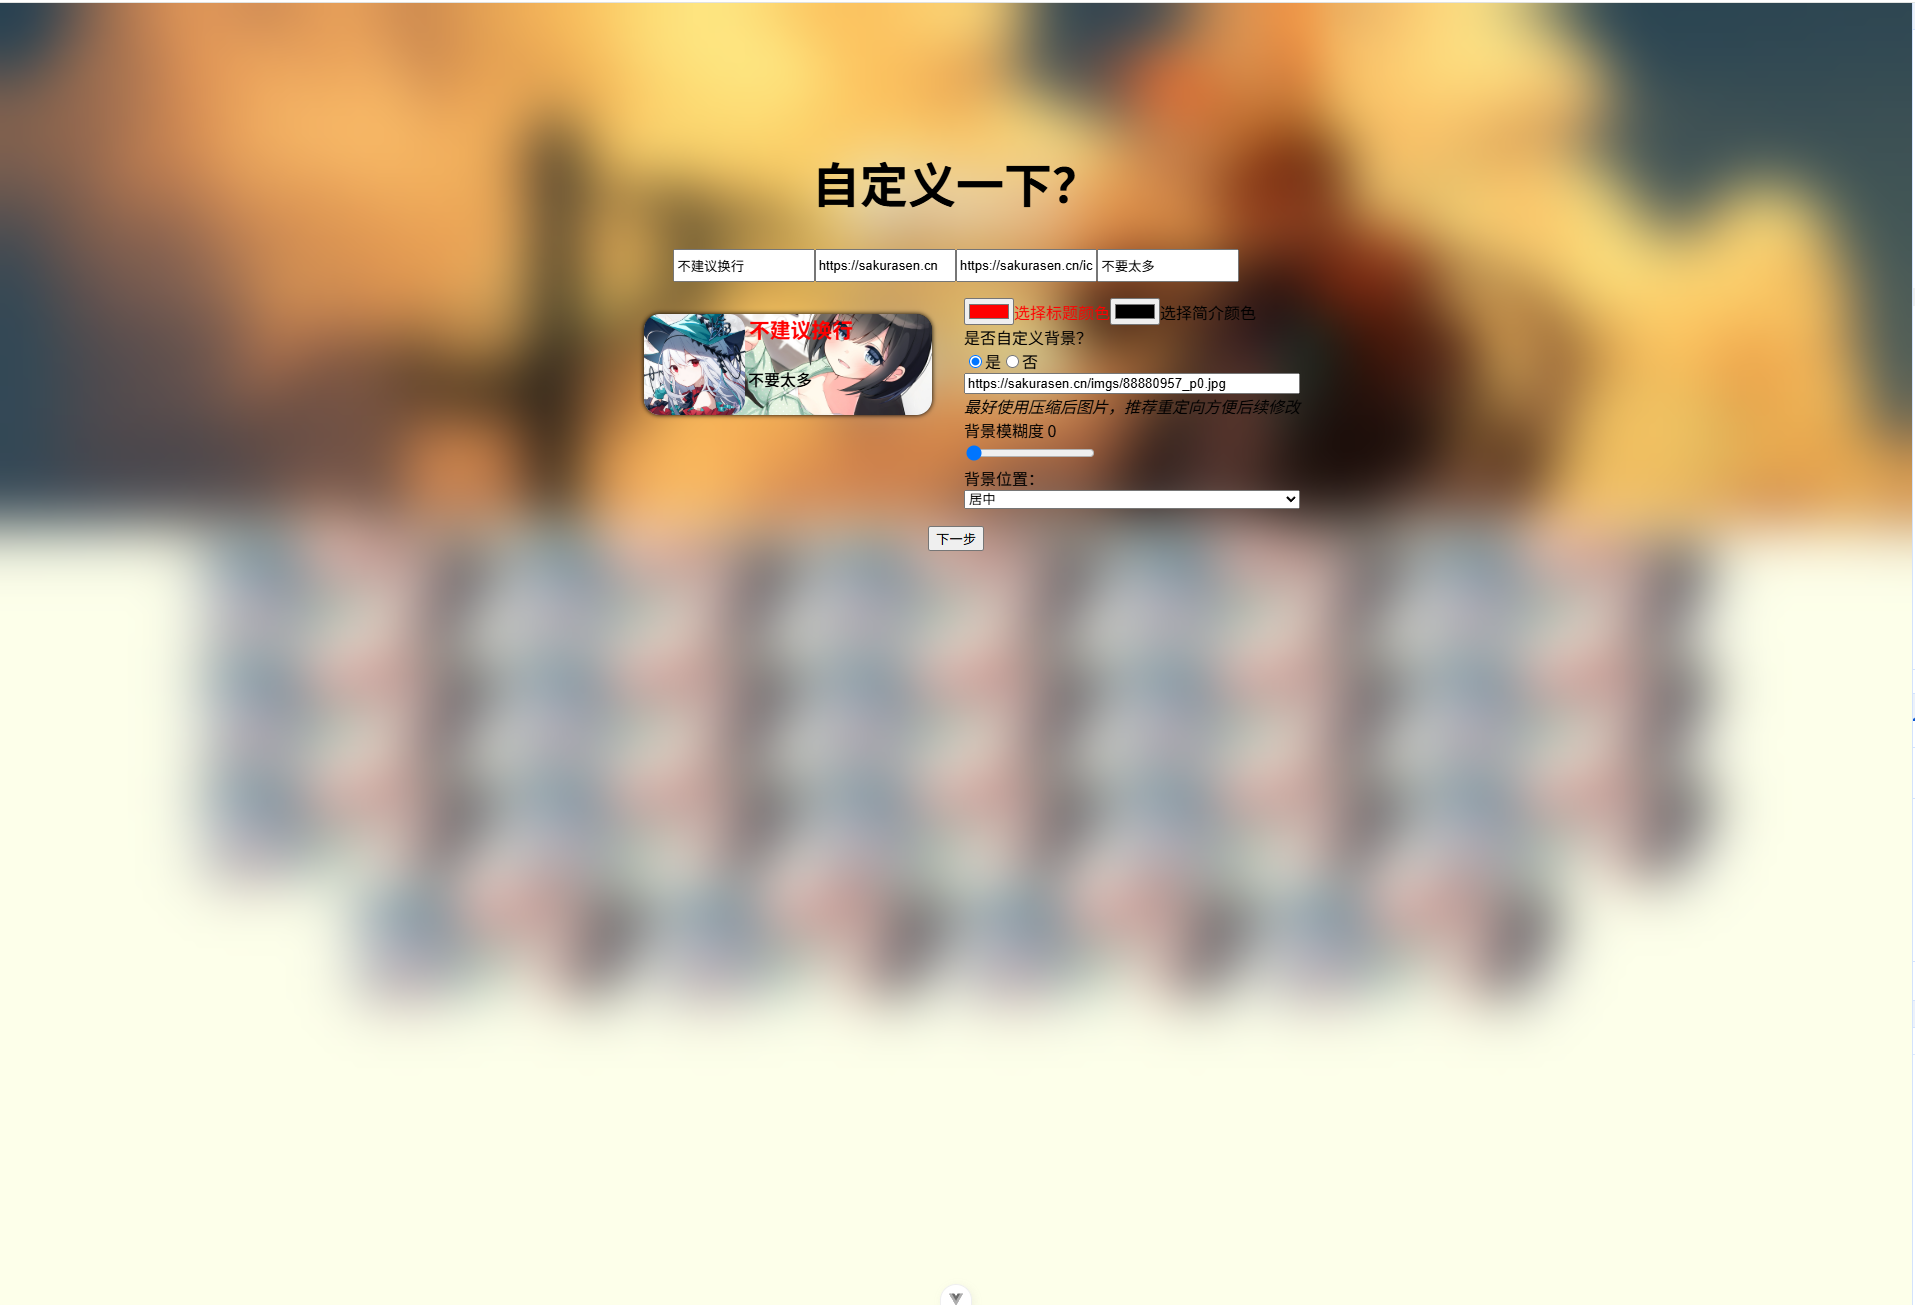 自定义一下？
不建议换行 https://sakurasen.cn https://sakurasen.cn/ic 不要太多
不建议换行
不要太多
选择标题颜色 选择简介颜色
是否自定义背景？
是 否
https://sakurasen.cn/imgs/88880957_p0.jpg
最好使用压缩后图片，推荐重定向方便后续修改
背景模糊度 0
背景位置：
居中
下一步